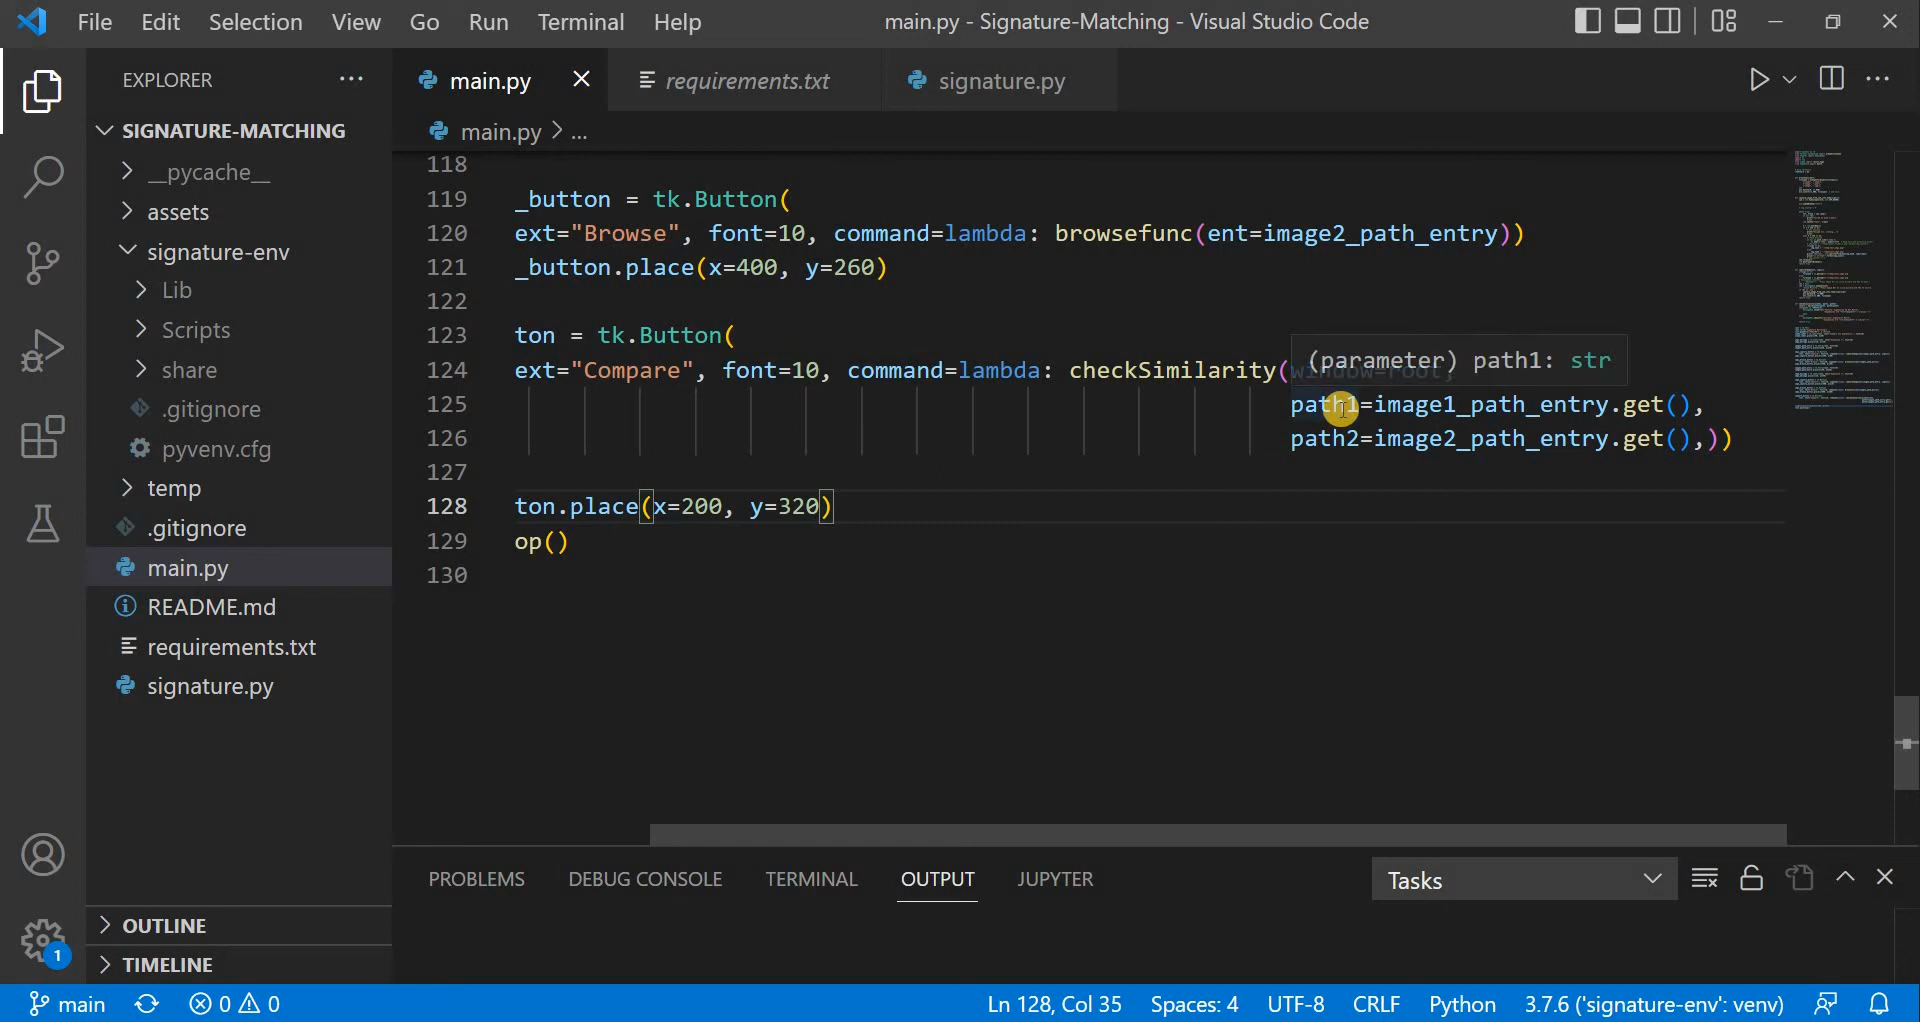 File Edit Selection View Go Run Terminal Help
main.py - Signature-Matching - Visual Studio Code
EXPLORER
SIGNATURE-MATCHING
__pycache__
assets
signature-env
Lib
Scripts
share
.gitignore
pyvenv.cfg
temp
.gitignore
main.py
README.md
requirements.txt
signature.py
OUTLINE
TIMELINE
1
main.py
requirements.txt
signature.py
main.py > ...
118
119 _button = tk.Button(
120 ext="Browse", font=10, command=lambda: browsefunc(ent=image2_path_entry))
121 _button.place(x=400, y=260)
122
123 ton = tk.Button(
(parameter) path1: str
124 ext="Compare", font=10, command=lambda: checkSimilarity(window=root,
125 path1=image1_path_entry.get(),
126 path2=image2_path_entry.get(),))
127
128 ton.place(x=200, y=320)
129 op()
130
PROBLEMS DEBUG CONSOLE TERMINAL OUTPUT JUPYTER
Tasks
main 0 0
Ln 128, Col 35 Spaces: 4 UTF-8 CRLF Python 3.7.6 ('signature-env': venv)